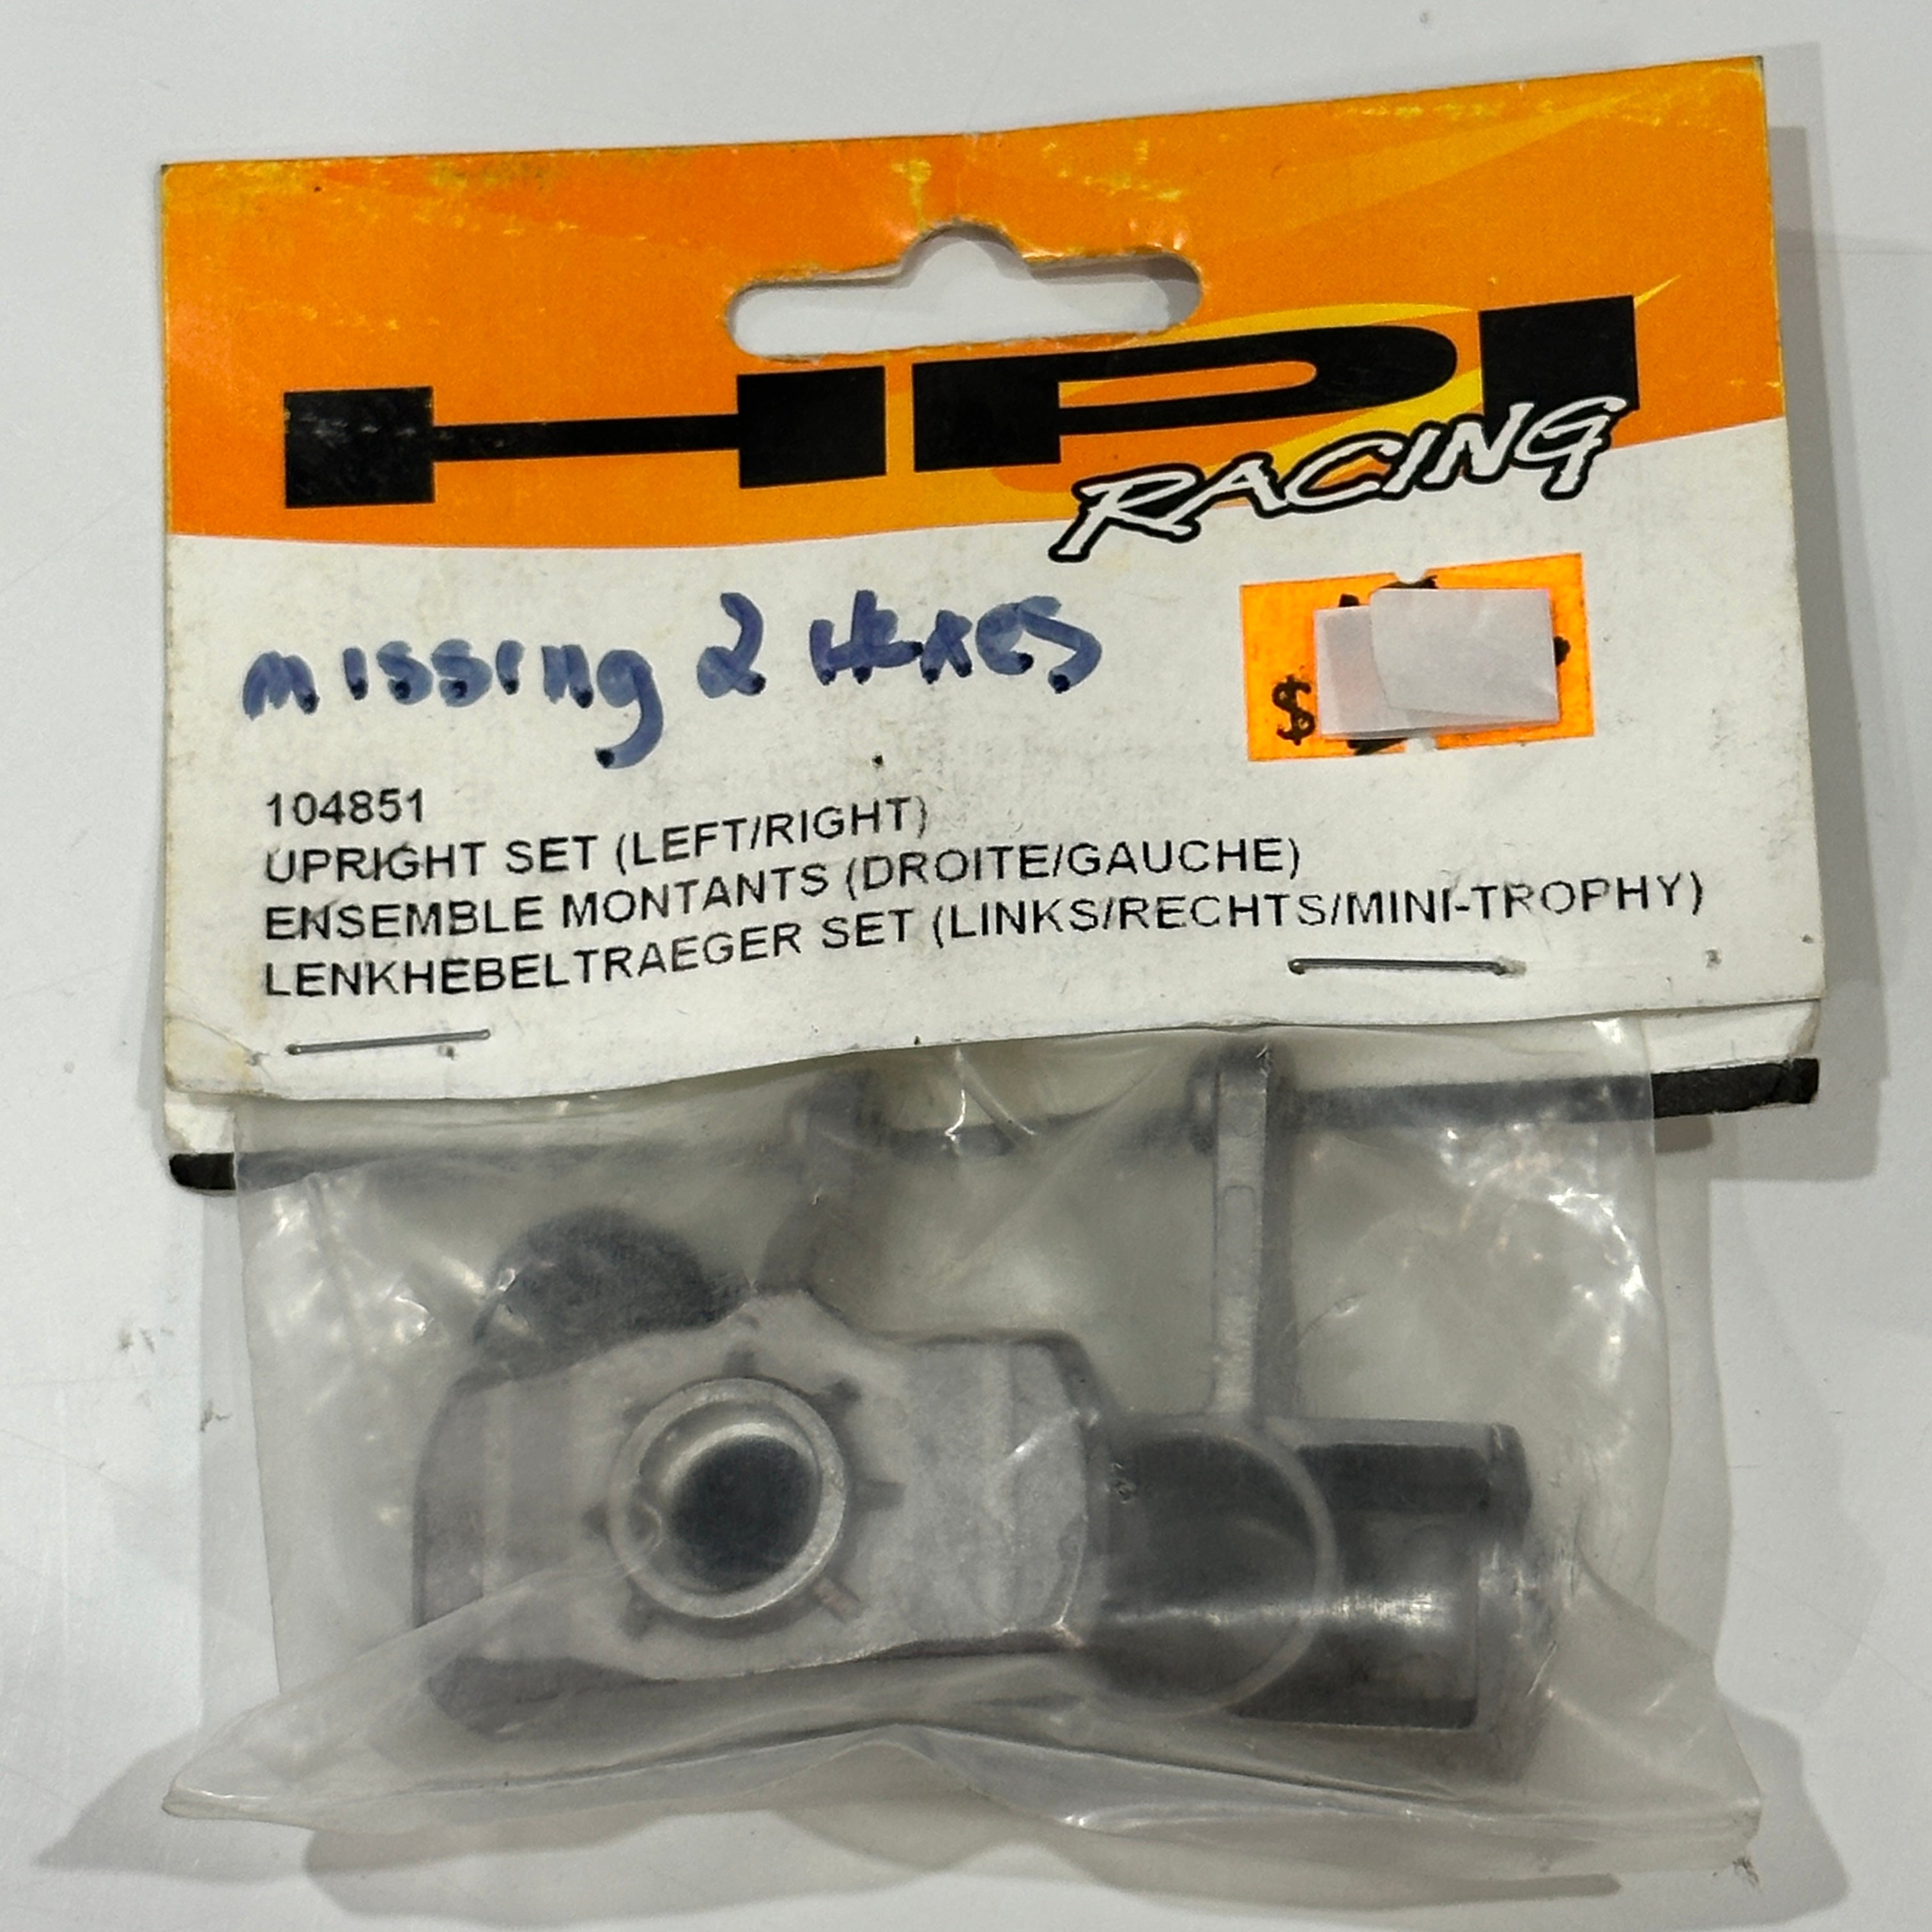 HPI
RACING
missing 2 Hexes
$
104851
UPRIGHT SET (LEFT/RIGHT)
ENSEMBLE MONTANTS (DROITE/GAUCHE)
LENKHEBELTRAEGER SET (LINKS/RECHTS/MINI-TROPHY)